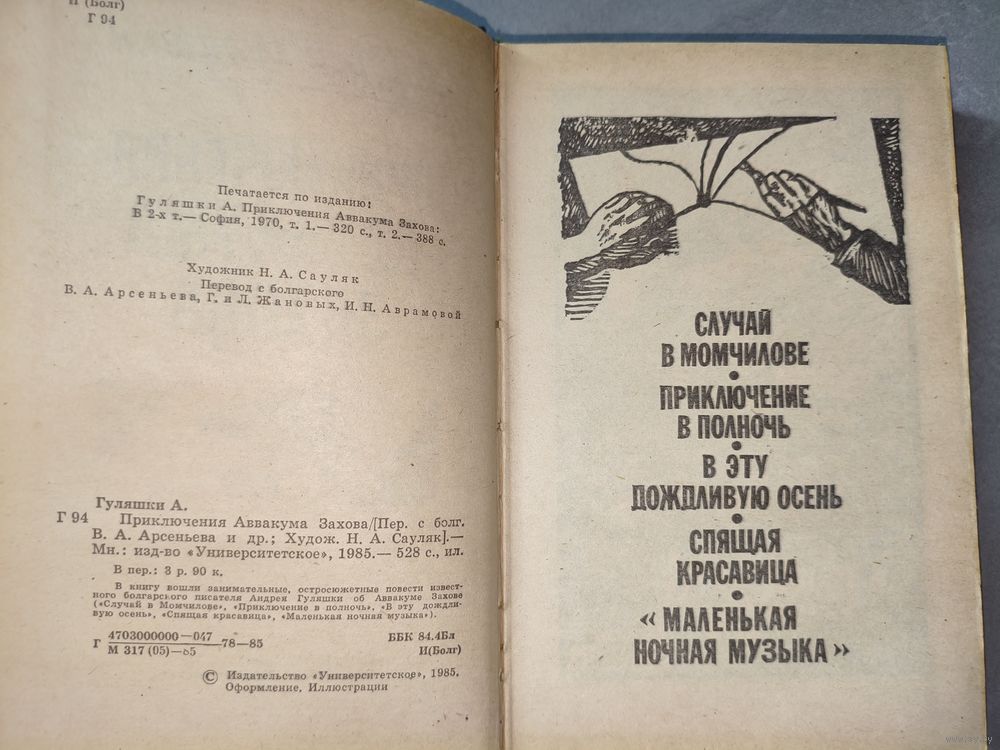 И (Болг)
Г 94
Печатается по изданию:
Гуляшки А. Приключения Аввакума Захова:
В 2-х т.— София, 1970, т. 1.— 320 с., т. 2.— 388 с.
Художник Н. А. Сауляк
Перевод с болгарского
В. А. Арсеньева, Г. и Л. Жановых, И. Н. Аврамовой
Гуляшки А.
Г 94 Приключения Аввакума Захова/[Пер. с болг.
В. А. Арсеньева и др.; Худож. Н. А. Сауляк].—
Мн.: изд-во «Университетское», 1985.— 528 с., ил.
В пер.: 3 р. 90 к.
В книгу вошли занимательные, остросюжетные повести извест-
ного болгарского писателя Андрея Гуляшки об Аввакуме Захове
(«Случай в Момчилове», «Приключение в полночь», «В эту дождли-
вую осень», «Спящая красавица», «Маленькая ночная музыка»).
Г 4703000000—047 78—85 ББК 84.4Бл
М 317 (05)—85 И(Болг)
© Издательство «Университетское», 1985.
Оформление. Иллюстрации
СЛУЧАЙ
В МОМЧИЛОВЕ
•
ПРИКЛЮЧЕНИЕ
В ПОЛНОЧЬ
•
В ЭТУ
ДОЖДЛИВУЮ ОСЕНЬ
•
СПЯЩАЯ
КРАСАВИЦА
•
«МАЛЕНЬКАЯ
НОЧНАЯ МУЗЫКА»